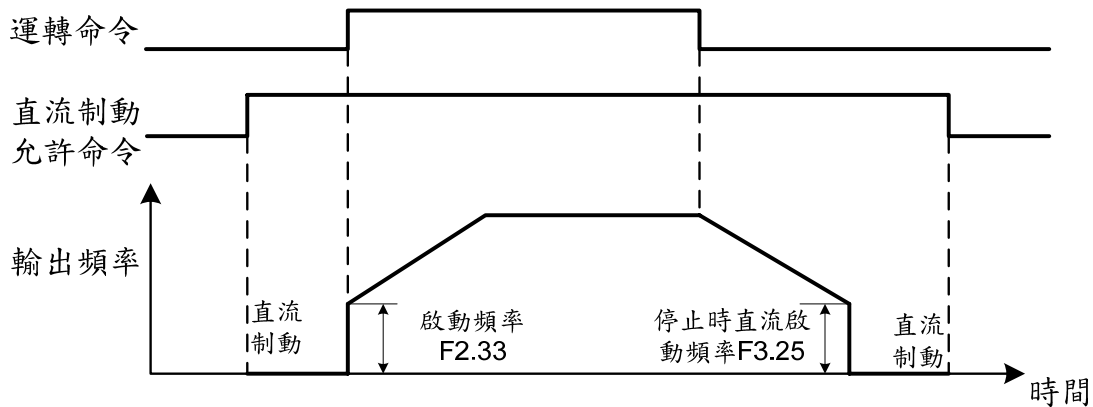 運轉命令
直流制動
允許命令
輸出頻率
直流
制動
啟動頻率
F2.33
停止時直流啟
動頻率F3.25
直流
制動
時間